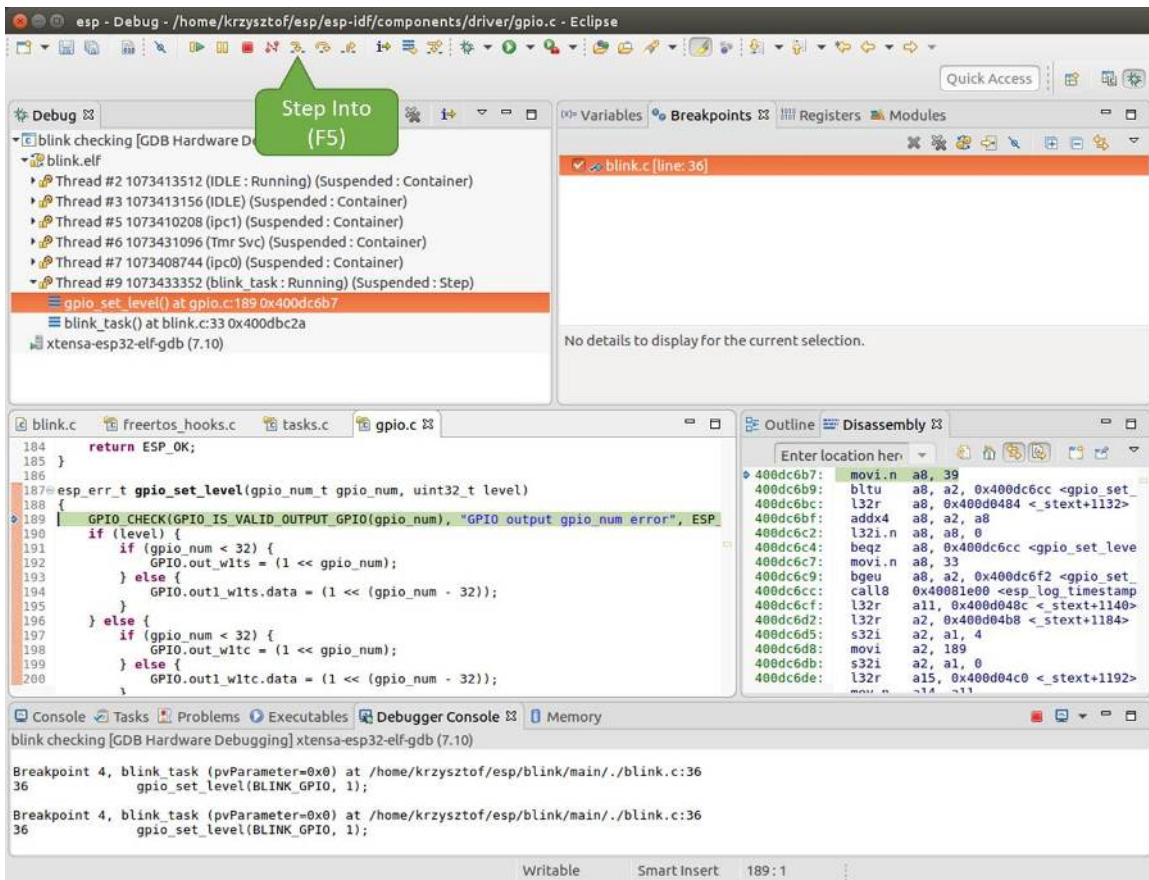 esp - Debug - /home/krzysztof/esp/esp-idf/components/driver/gpio.c - Eclipse
Quick Access
Step Into
(F5)
Debug
blink checking [GDB Hardware D
blink.elf
Thread #2 1073413512 (IDLE : Running) (Suspended : Container)
Thread #3 1073413156 (IDLE) (Suspended : Container)
Thread #5 1073410208 (ipc1) (Suspended : Container)
Thread #6 1073431096 (Tmr Svc) (Suspended : Container)
Thread #7 1073408744 (ipc0) (Suspended : Container)
Thread #9 1073433352 (blink_task : Running) (Suspended : Step)
gpio_set_level() at gpio.c:189 0x400dc6b7
blink_task() at blink.c:33 0x400dbc2a
xtensa-esp32-elf-gdb (7.10)
(x)= Variables Breakpoints Registers Modules
blink.c [line: 36]
No details to display for the current selection.
blink.c freertos_hooks.c tasks.c gpio.c
184 return ESP_OK;
185 }
186
187 esp_err_t gpio_set_level(gpio_num_t gpio_num, uint32_t level)
188 {
189 GPIO_CHECK(GPIO_IS_VALID_OUTPUT_GPIO(gpio_num), "GPIO output gpio_num error", ESP_
190 if (level) {
191 if (gpio_num < 32) {
192 GPIO.out_w1ts = (1 << gpio_num);
193 } else {
194 GPIO.out1_w1ts.data = (1 << (gpio_num - 32));
195 }
196 } else {
197 if (gpio_num < 32) {
198 GPIO.out_w1tc = (1 << gpio_num);
199 } else {
200 GPIO.out1_w1tc.data = (1 << (gpio_num - 32));
}
Outline Disassembly
Enter location her
400dc6b7: movi.n a8, 39
400dc6b9: bltu a8, a2, 0x400dc6cc <gpio_set_
400dc6bc: l32r a8, 0x400d0484 <_stext+1132>
400dc6bf: addx4 a8, a2, a8
400dc6c2: l32i.n a8, a8, 0
400dc6c4: beqz a8, 0x400dc6cc <gpio_set_leve
400dc6c7: movi.n a8, 33
400dc6c9: bgeu a8, a2, 0x400dc6f2 <gpio_set_
400dc6cc: call8 0x40081e00 <esp_log_timestamp
400dc6cf: l32r a11, 0x400d048c <_stext+1140>
400dc6d2: l32r a2, 0x400d04b8 <_stext+1184>
400dc6d5: s32i a2, a1, 4
400dc6d8: movi a2, 189
400dc6db: s32i a2, a1, 0
400dc6de: l32r a15, 0x400d04c0 <_stext+1192>
mov.n a14, a11
Console Tasks Problems Executables Debugger Console Memory
blink checking [GDB Hardware Debugging] xtensa-esp32-elf-gdb (7.10)
Breakpoint 4, blink_task (pvParameter=0x0) at /home/krzysztof/esp/blink/main/./blink.c:36
36 gpio_set_level(BLINK_GPIO, 1);
Breakpoint 4, blink_task (pvParameter=0x0) at /home/krzysztof/esp/blink/main/./blink.c:36
36 gpio_set_level(BLINK_GPIO, 1);
Writable Smart Insert 189 : 1